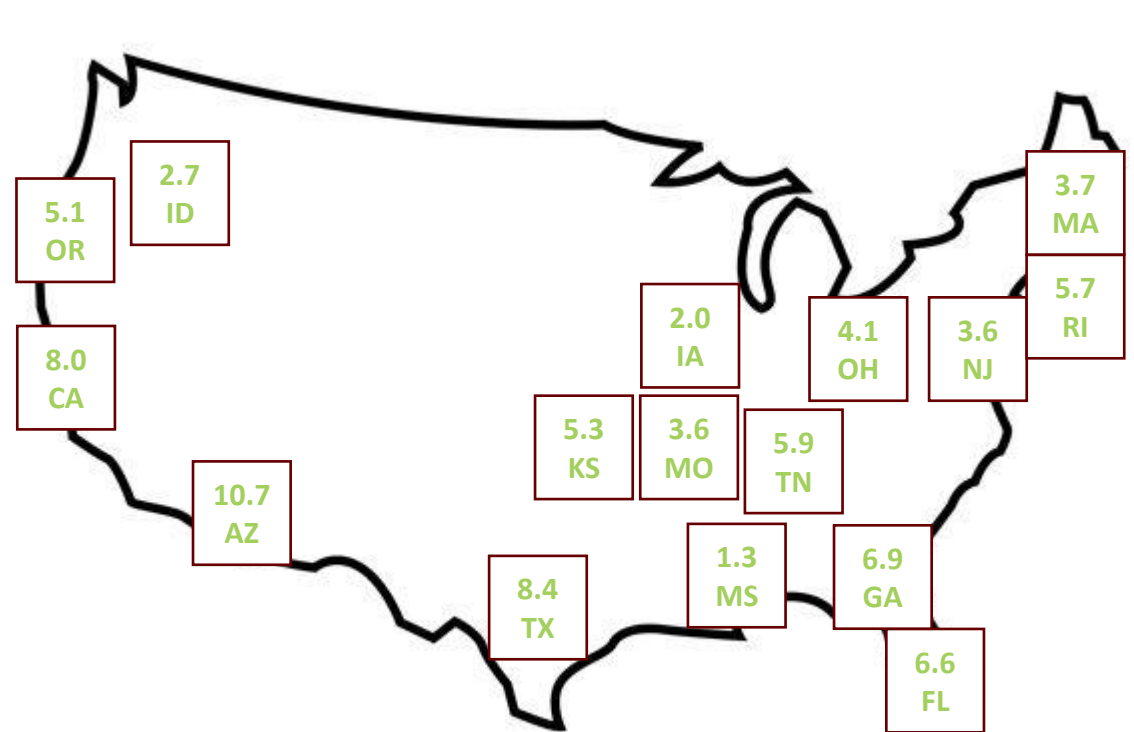 2.7
ID
3.7
MA
5.1
OR
5.7
RI
2.0
IA
4.1
OH
3.6
NJ
8.0
CA
5.3
KS
3.6
MO
5.9
TN
10.7
AZ
1.3
MS
6.9
GA
8.4
TX
6.6
FL